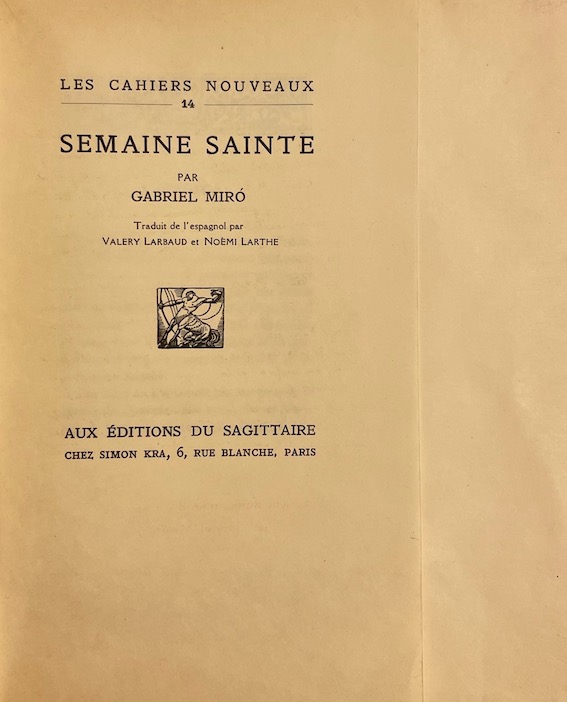 LES CAHIERS NOUVEAUX
14
SEMAINE SAINTE
PAR
GABRIEL MIRÓ
Traduit de l'espagnol par
VALERY LARBAUD et NOËMI LARTHE
AUX ÉDITIONS DU SAGITTAIRE
CHEZ SIMON KRA, 6, RUE BLANCHE, PARIS